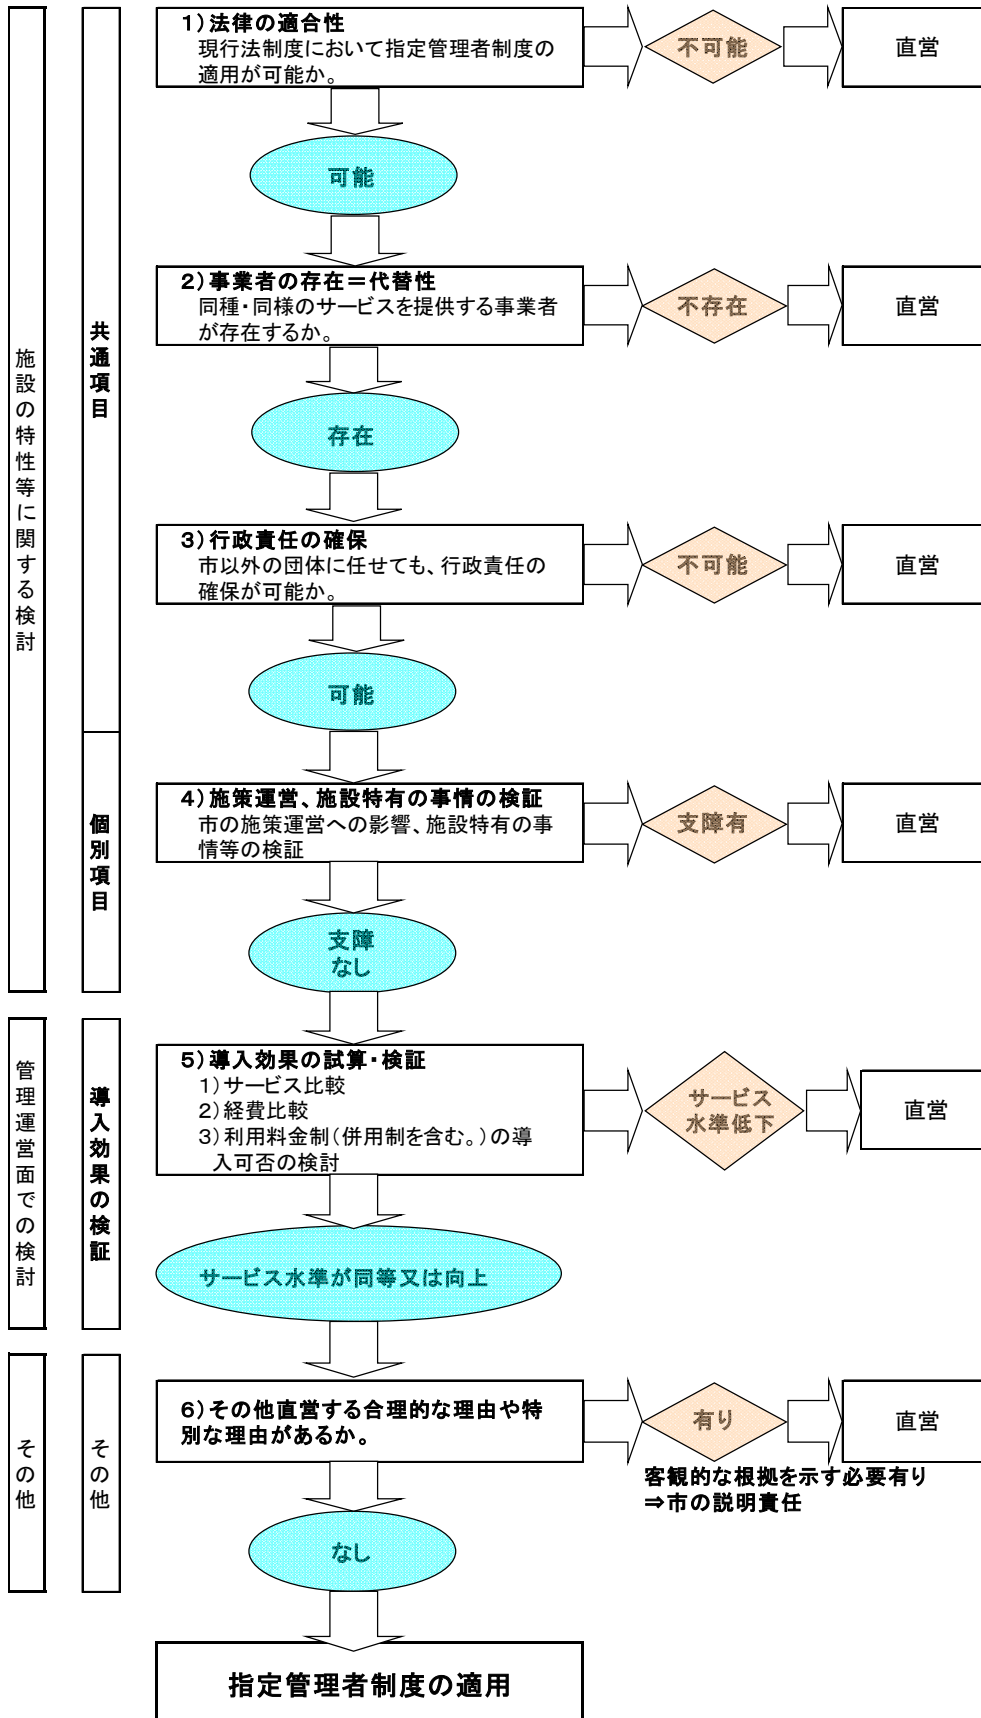 施設の特性等に関する検討
共通項目
1）法律の適合性
現行法制度において指定管理者制度の
適用が可能か。
不可能
直営
可能
2）事業者の存在＝代替性
同種・同様のサービスを提供する事業者
が存在するか。
不存在
直営
存在
3）行政責任の確保
市以外の団体に任せても、行政責任の
確保が可能か。
不可能
直営
可能
個別項目
4）施策運営、施設特有の事情の検証
市の施策運営への影響、施設特有の事
情等の検証
支障有
直営
支障
なし
管理運営面での検討
導入効果の検証
5）導入効果の試算・検証
1）サービス比較
2）経費比較
3）利用料金制（併用制を含む。）の導
入可否の検討
サービス
水準低下
直営
サービス水準が同等又は向上
その他
その他
6）その他直営する合理的な理由や特
別な理由があるか。
有り
直営
客観的な根拠を示す必要有り
⇒市の説明責任
なし
指定管理者制度の適用